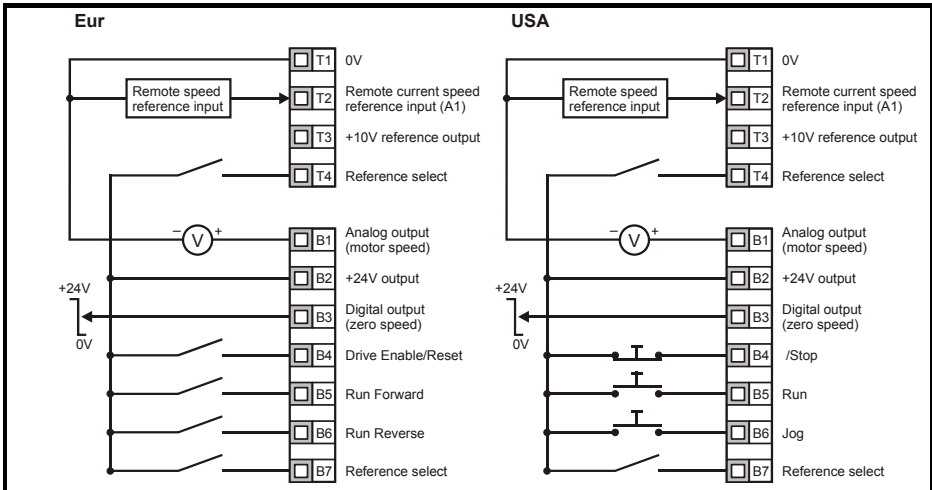 Eur
T1 0V
Remote speed
reference input
T2 Remote current speed
reference input (A1)
T3 +10V reference output
T4 Reference select
– V +
B1 Analog output
(motor speed)
B2 +24V output
+24V
0V
B3 Digital output
(zero speed)
B4 Drive Enable/Reset
B5 Run Forward
B6 Run Reverse
B7 Reference select
USA
T1 0V
Remote speed
reference input
T2 Remote current speed
reference input (A1)
T3 +10V reference output
T4 Reference select
– V +
B1 Analog output
(motor speed)
B2 +24V output
+24V
0V
B3 Digital output
(zero speed)
B4 /Stop
B5 Run
B6 Jog
B7 Reference select